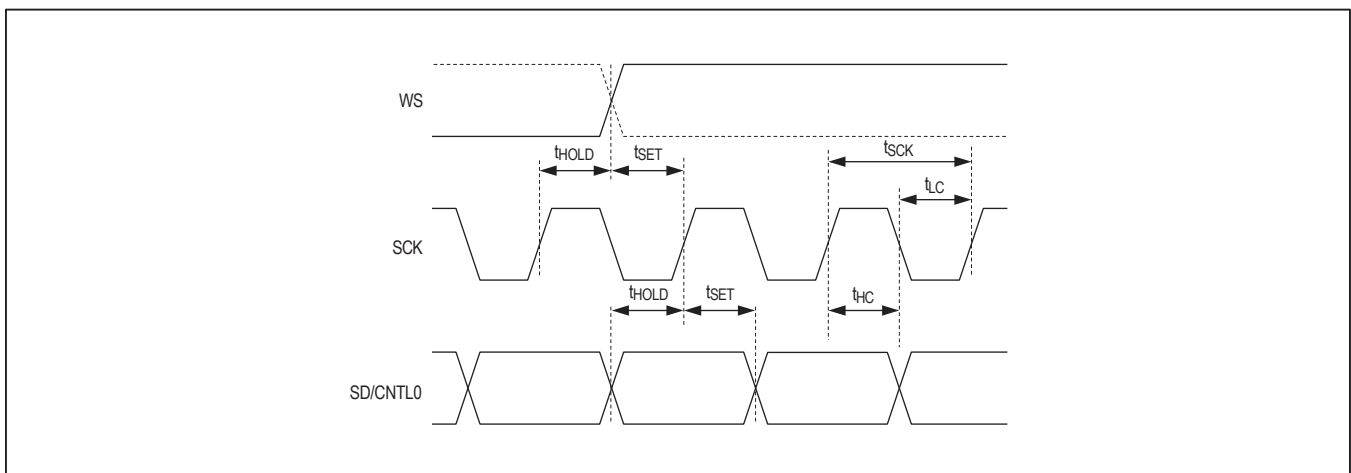 WS
tHOLD tSET tSCK
tLC
SCK
tHOLD tSET tHC
SD/CNTL0